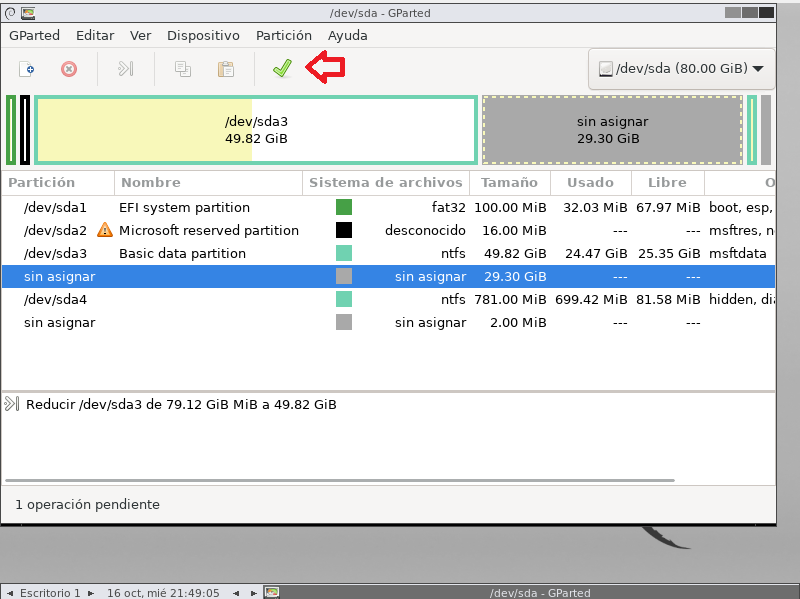 /dev/sda - GParted
GParted Editar Ver Dispositivo Partición Ayuda
/dev/sda (80.00 GiB)
/dev/sda3
49.82 GiB
sin asignar
29.30 GiB
Partición Nombre Sistema de archivos Tamaño Usado Libre O
/dev/sda1 EFI system partition fat32 100.00 MiB 32.03 MiB 67.97 MiB boot, esp,
/dev/sda2 Microsoft reserved partition desconocido 16.00 MiB --- --- msftres, n
/dev/sda3 Basic data partition ntfs 49.82 GiB 24.47 GiB 25.35 GiB msftdata
sin asignar sin asignar 29.30 GiB --- ---
/dev/sda4 ntfs 781.00 MiB 699.42 MiB 81.58 MiB hidden, dia
sin asignar sin asignar 2.00 MiB --- ---
Reducir /dev/sda3 de 79.12 GiB MiB a 49.82 GiB
1 operación pendiente
Escritorio 1 16 oct, mié 21:49:05 /dev/sda - GParted